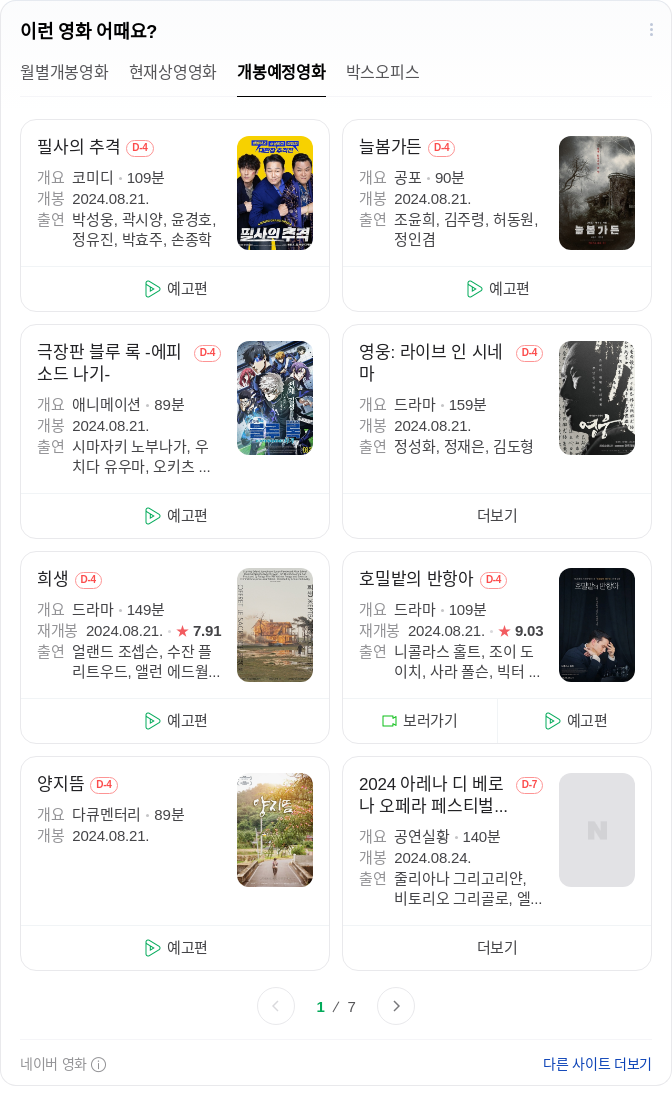 이런 영화 어때요?
월별개봉영화 현재상영영화 개봉예정영화 박스오피스
필사의 추격 D-4
개요 코미디 • 109분
개봉 2024.08.21.
출연 박성웅, 곽시양, 윤경호,
정유진, 박효주, 손종학
필사의 추격
예고편
늘봄가든 D-4
개요 공포 • 90분
개봉 2024.08.21.
출연 조윤희, 김주령, 허동원,
정인겸
늘봄가든
예고편
극장판 블루 록 -에피
소드 나기- D-4
개요 애니메이션 • 89분
개봉 2024.08.21.
출연 시마자키 노부나가, 우
치다 유우마, 오키츠 ...
블루 록
예고편
영웅: 라이브 인 시네
마 D-4
개요 드라마 • 159분
개봉 2024.08.21.
출연 정성화, 정재은, 김도형
영웅
더보기
희생 D-4
개요 드라마 • 149분
재개봉 2024.08.21. • ★ 7.91
출연 얼랜드 조셉슨, 수잔 플
리트우드, 앨런 에드월...
예고편
호밀밭의 반항아 D-4
개요 드라마 • 109분
재개봉 2024.08.21. • ★ 9.03
출연 니콜라스 홀트, 조이 도
이치, 사라 폴슨, 빅터 ...
호밀밭의 반항아
보러가기 예고편
양지뜸 D-4
개요 다큐멘터리 • 89분
개봉 2024.08.21.
양지뜸
예고편
2024 아레나 디 베로
나 오페라 페스티벌... D-7
개요 공연실황 • 140분
개봉 2024.08.24.
출연 줄리아나 그리고리얀,
비토리오 그리골로, 엘...
N
더보기
1 / 7
네이버 영화
다른 사이트 더보기